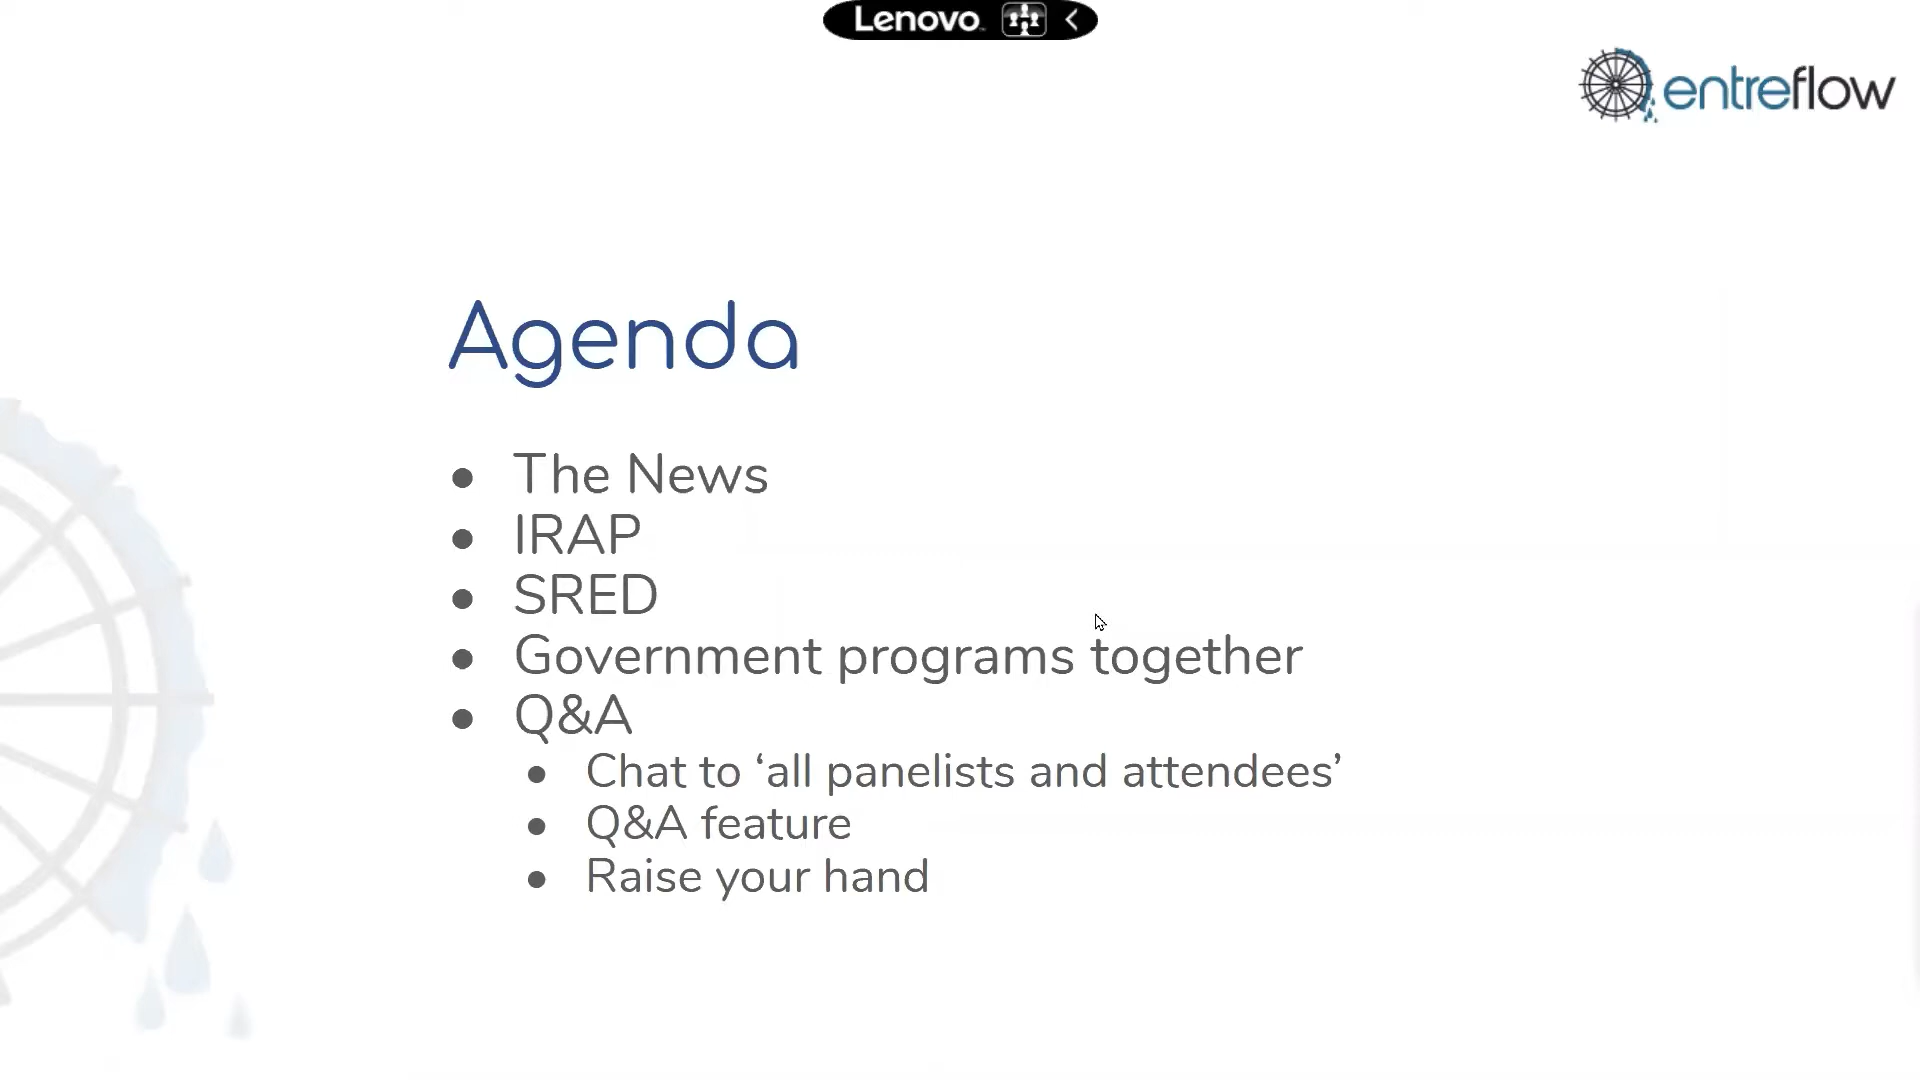 Lenovo
entreflow
Agenda
• The News
• IRAP
• SRED
• Government programs together
• Q&A
• Chat to ‘all panelists and attendees’
• Q&A feature
• Raise your hand